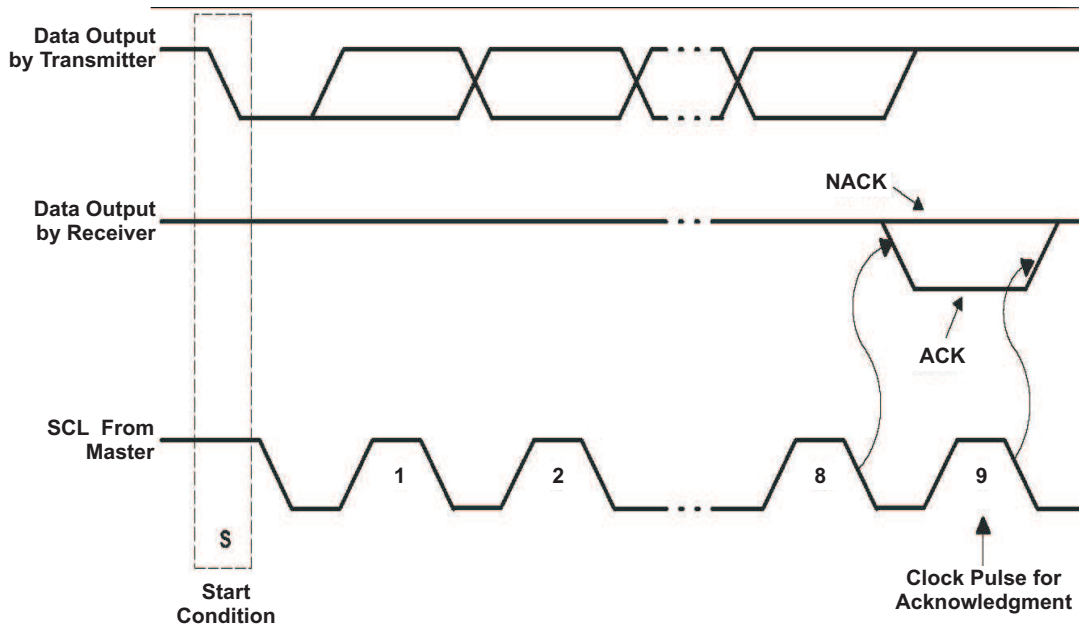 Data Output
by Transmitter
NACK
Data Output
by Receiver
ACK
SCL From
Master
1
2
8
9
S
Start
Condition
Clock Pulse for
Acknowledgment